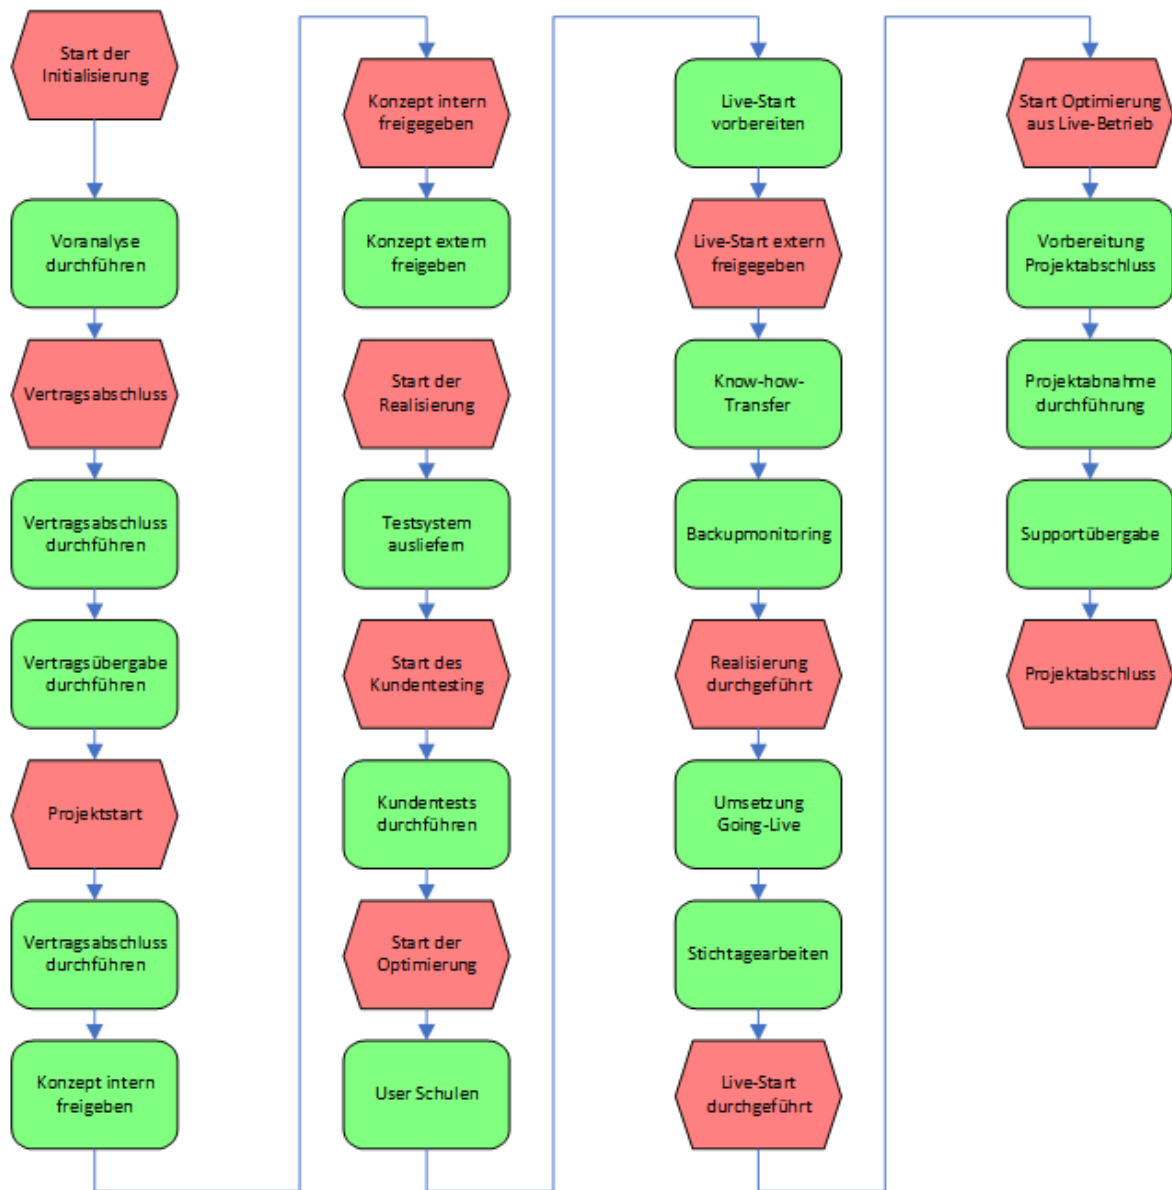 Start der
Initialisierung
Voranalyse
durchführen
Vertragsabschluss
Vertragsabschluss
durchführen
Vertragsübergabe
durchführen
Projektstart
Vertragsabschluss
durchführen
Konzept intern
freigeben
Konzept intern
freigegeben
Konzept extern
freigeben
Start der
Realisierung
Testsystem
ausliefern
Start des
Kundentesting
Kundentests
durchführen
Start der
Optimierung
User Schulen
Live-Start
vorbereiten
Live-Start extern
freigegeben
Know-how-
Transfer
Backupmonitoring
Realisierung
durchgeführt
Umsetzung
Going-Live
Stichtagearbeiten
Live-Start
durchgeführt
Start Optimierung
aus Live-Betrieb
Vorbereitung
Projektabschluss
Projektabnahme
durchführung
Supportübergabe
Projektabschluss